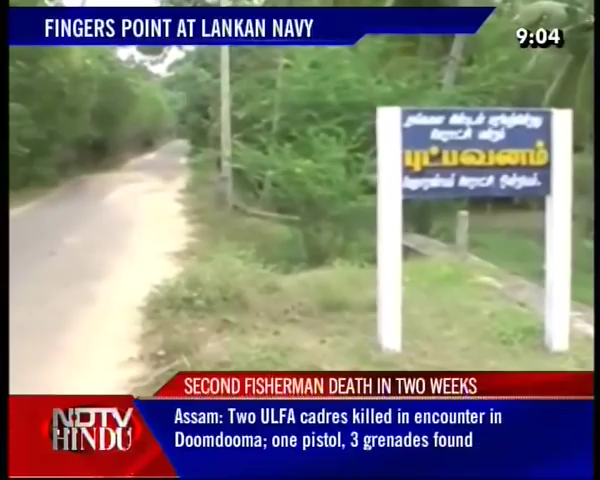 FINGERS POINT AT LANKAN NAVY
9:04
புட்பவனம்
SECOND FISHERMAN DEATH IN TWO WEEKS
NDTV
HINDU
Assam: Two ULFA cadres killed in encounter in
Doomdooma; one pistol, 3 grenades found